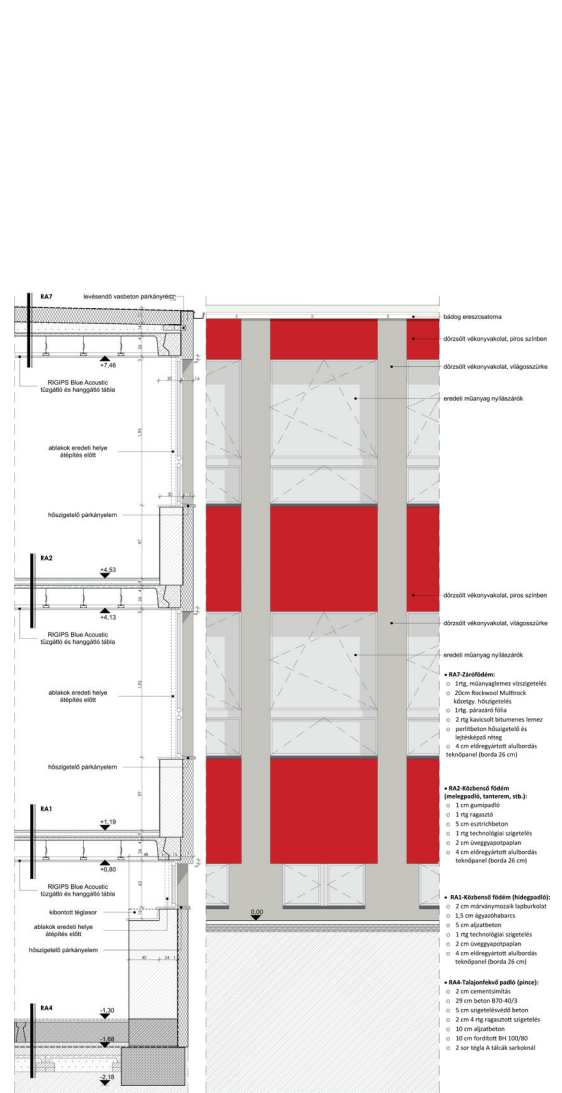 RA7
levésendő vasbeton párkányrész
+7,46
RIGIPS Blue Acoustic
tűzgátló és hanggátló tábla
ablakok eredeti helye
átépítés előtt
hőszigetelő párkányelem
RA2
+4,53
+4,13
RIGIPS Blue Acoustic
tűzgátló és hanggátló tábla
ablakok eredeti helye
átépítés előtt
hőszigetelő párkányelem
+1,19
RA1
+0,80
RIGIPS Blue Acoustic
tűzgátló és hanggátló tábla
kibontott téglasor
ablakok eredeti helye
átépítés előtt
hőszigetelő párkányelem
RA4
-1,30
-1,68
-2,18
0,00
bádog ereszcsatorna
dörzsölt vékonyvakolat, piros színben
dörzsölt vékonyvakolat, világosszürke
eredeti műanyag nyílászárók
dörzsölt vékonyvakolat, piros színben
dörzsölt vékonyvakolat, világosszürke
eredeti műanyag nyílászárók
• RA7-Zárófödém:
○ 1rtg, műanyaglemez vízszigetelés
○ 20cm Rockwool Multirock
kőzetgy. hőszigetelés
○ 1rtg. párazáró fólia
○ 2 rtg kavicsolt bitumenes lemez
○ perlitbeton hőszigetelő és
lejtésképző réteg
○ 4 cm előregyártott alulbordás
teknőpanel (borda 26 cm)
• RA2-Közbenső födém
(melegpadló, tanterem, stb.):
○ 1 cm gumipadló
○ 1 rtg ragasztó
○ 5 cm esztrichbeton
○ 1 rtg technológiai szigetelés
○ 2 cm üveggyapotpaplan
○ 4 cm előregyártott alulbordás
teknőpanel (borda 26 cm)
• RA1-Közbenső födém (hidegpadló):
○ 2 cm márványmozaik lapburkolat
○ 1,5 cm ágyazóhabarcs
○ 5 cm aljzatbeton
○ 1 rtg technológiai szigetelés
○ 2 cm üveggyapotpaplan
○ 4 cm előregyártott alulbordás
teknőpanel (borda 26 cm)
• RA4-Talajonfekvő padló (pince):
○ 2 cm cementsimítás
○ 29 cm beton B70-40/3
○ 5 cm szigetelésvédő beton
○ 2 cm 4 rtg ragasztott szigetelés
○ 10 cm aljzatbeton
○ 10 cm fordított BH 100/80
○ 2 sor tégla A tálcák sarkoknál